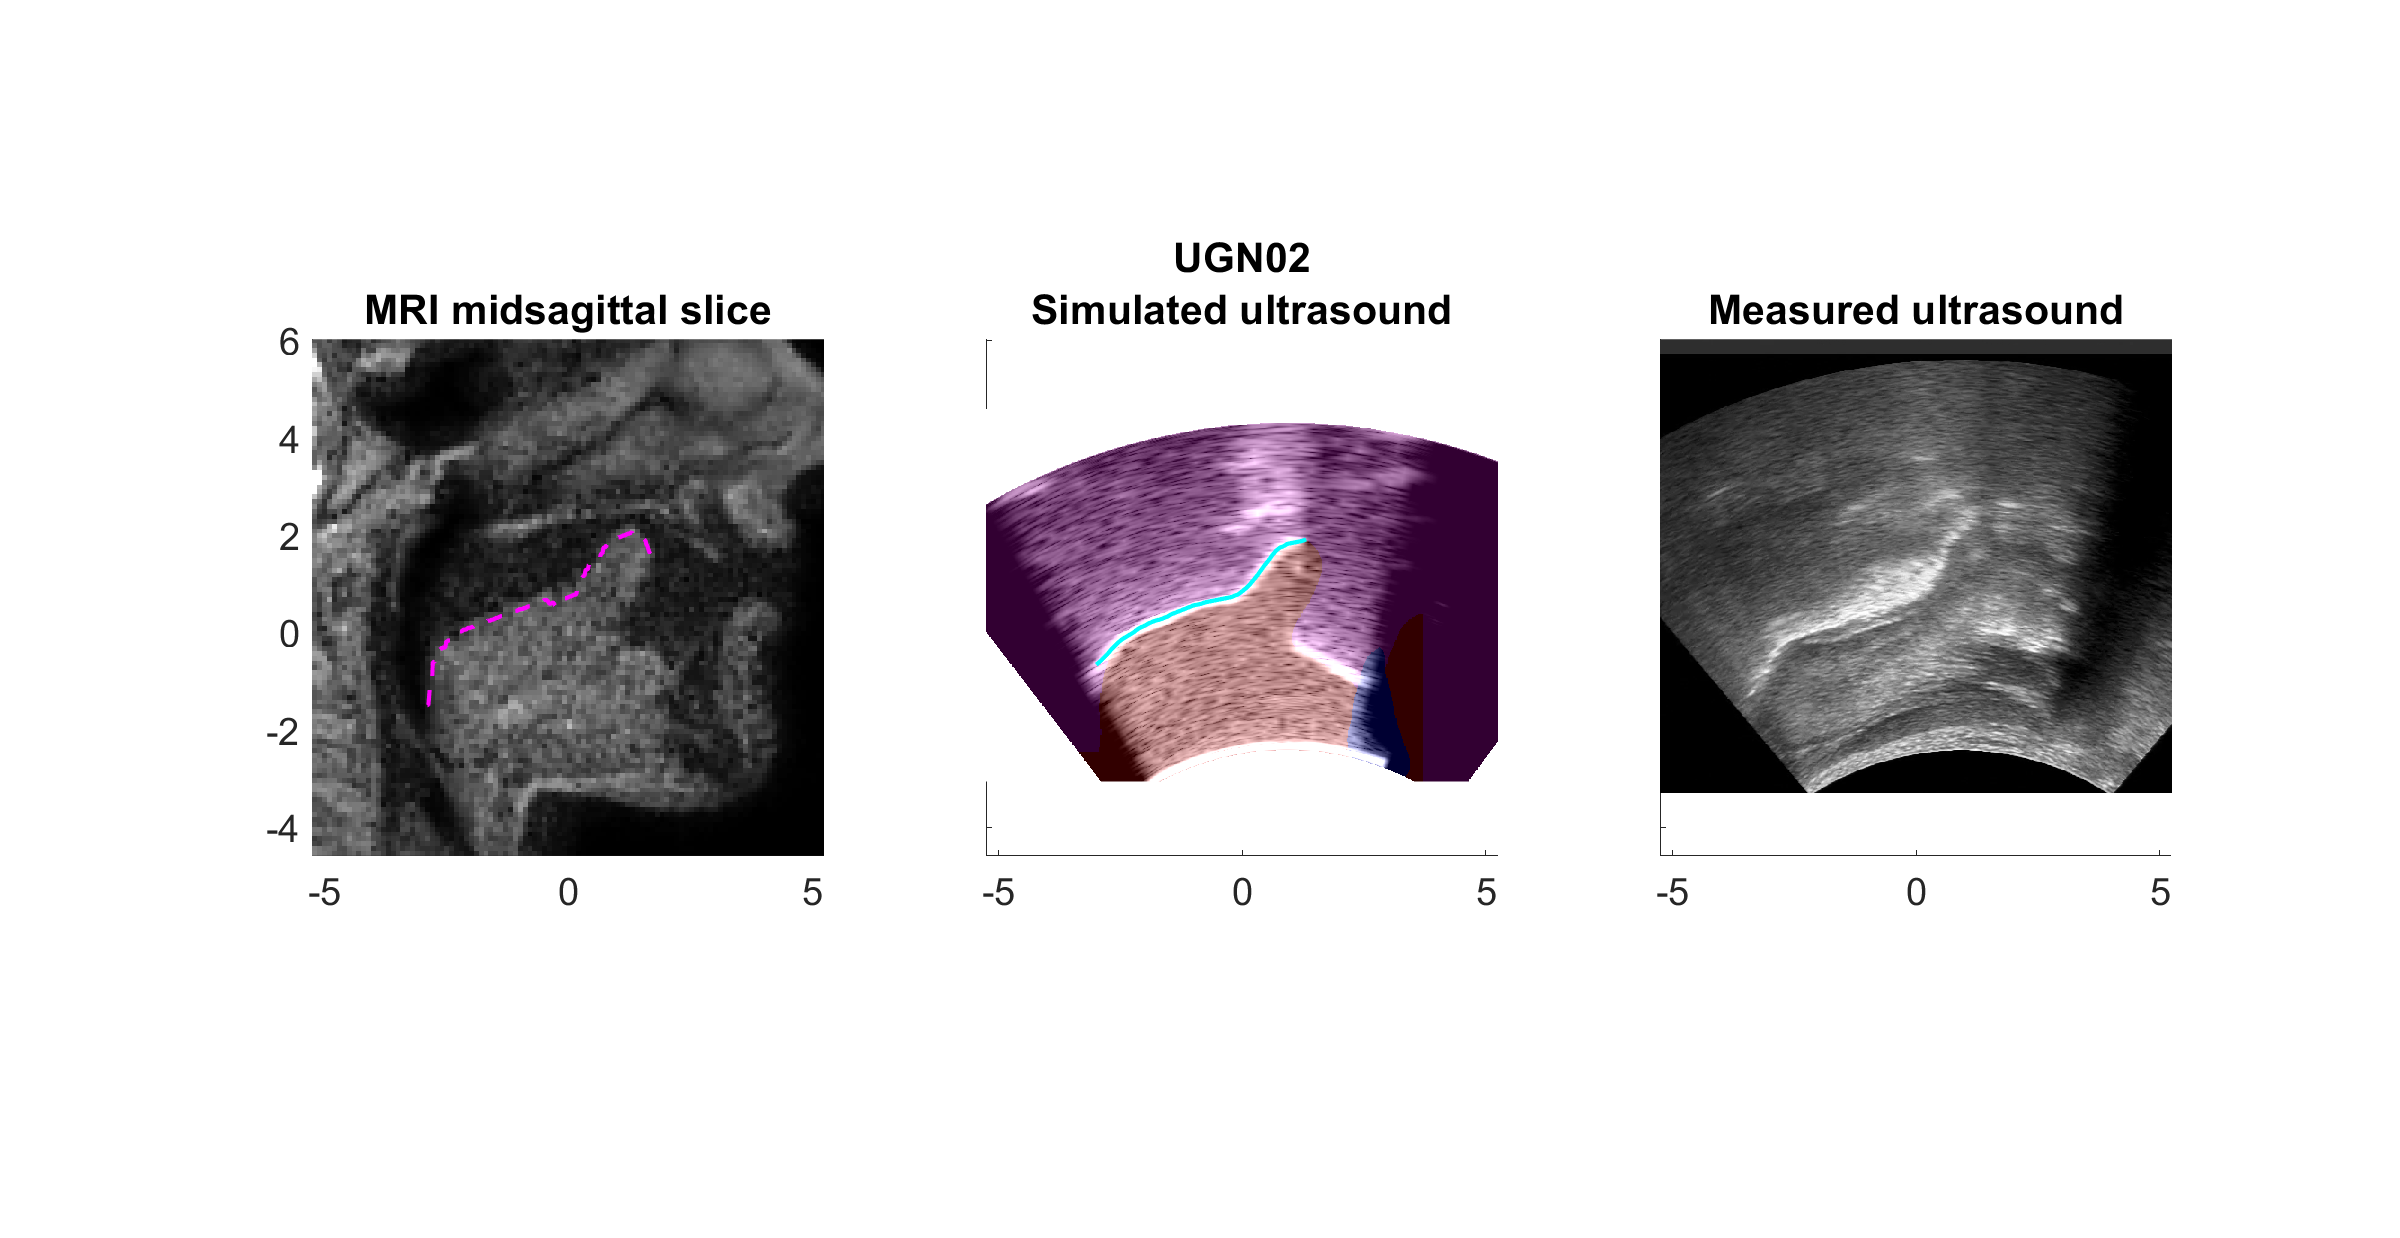 UGN02
MRI midsagittal slice
Simulated ultrasound
Measured ultrasound
6
4
2
0
-2
-4
-5 0 5
-5 0 5
-5 0 5